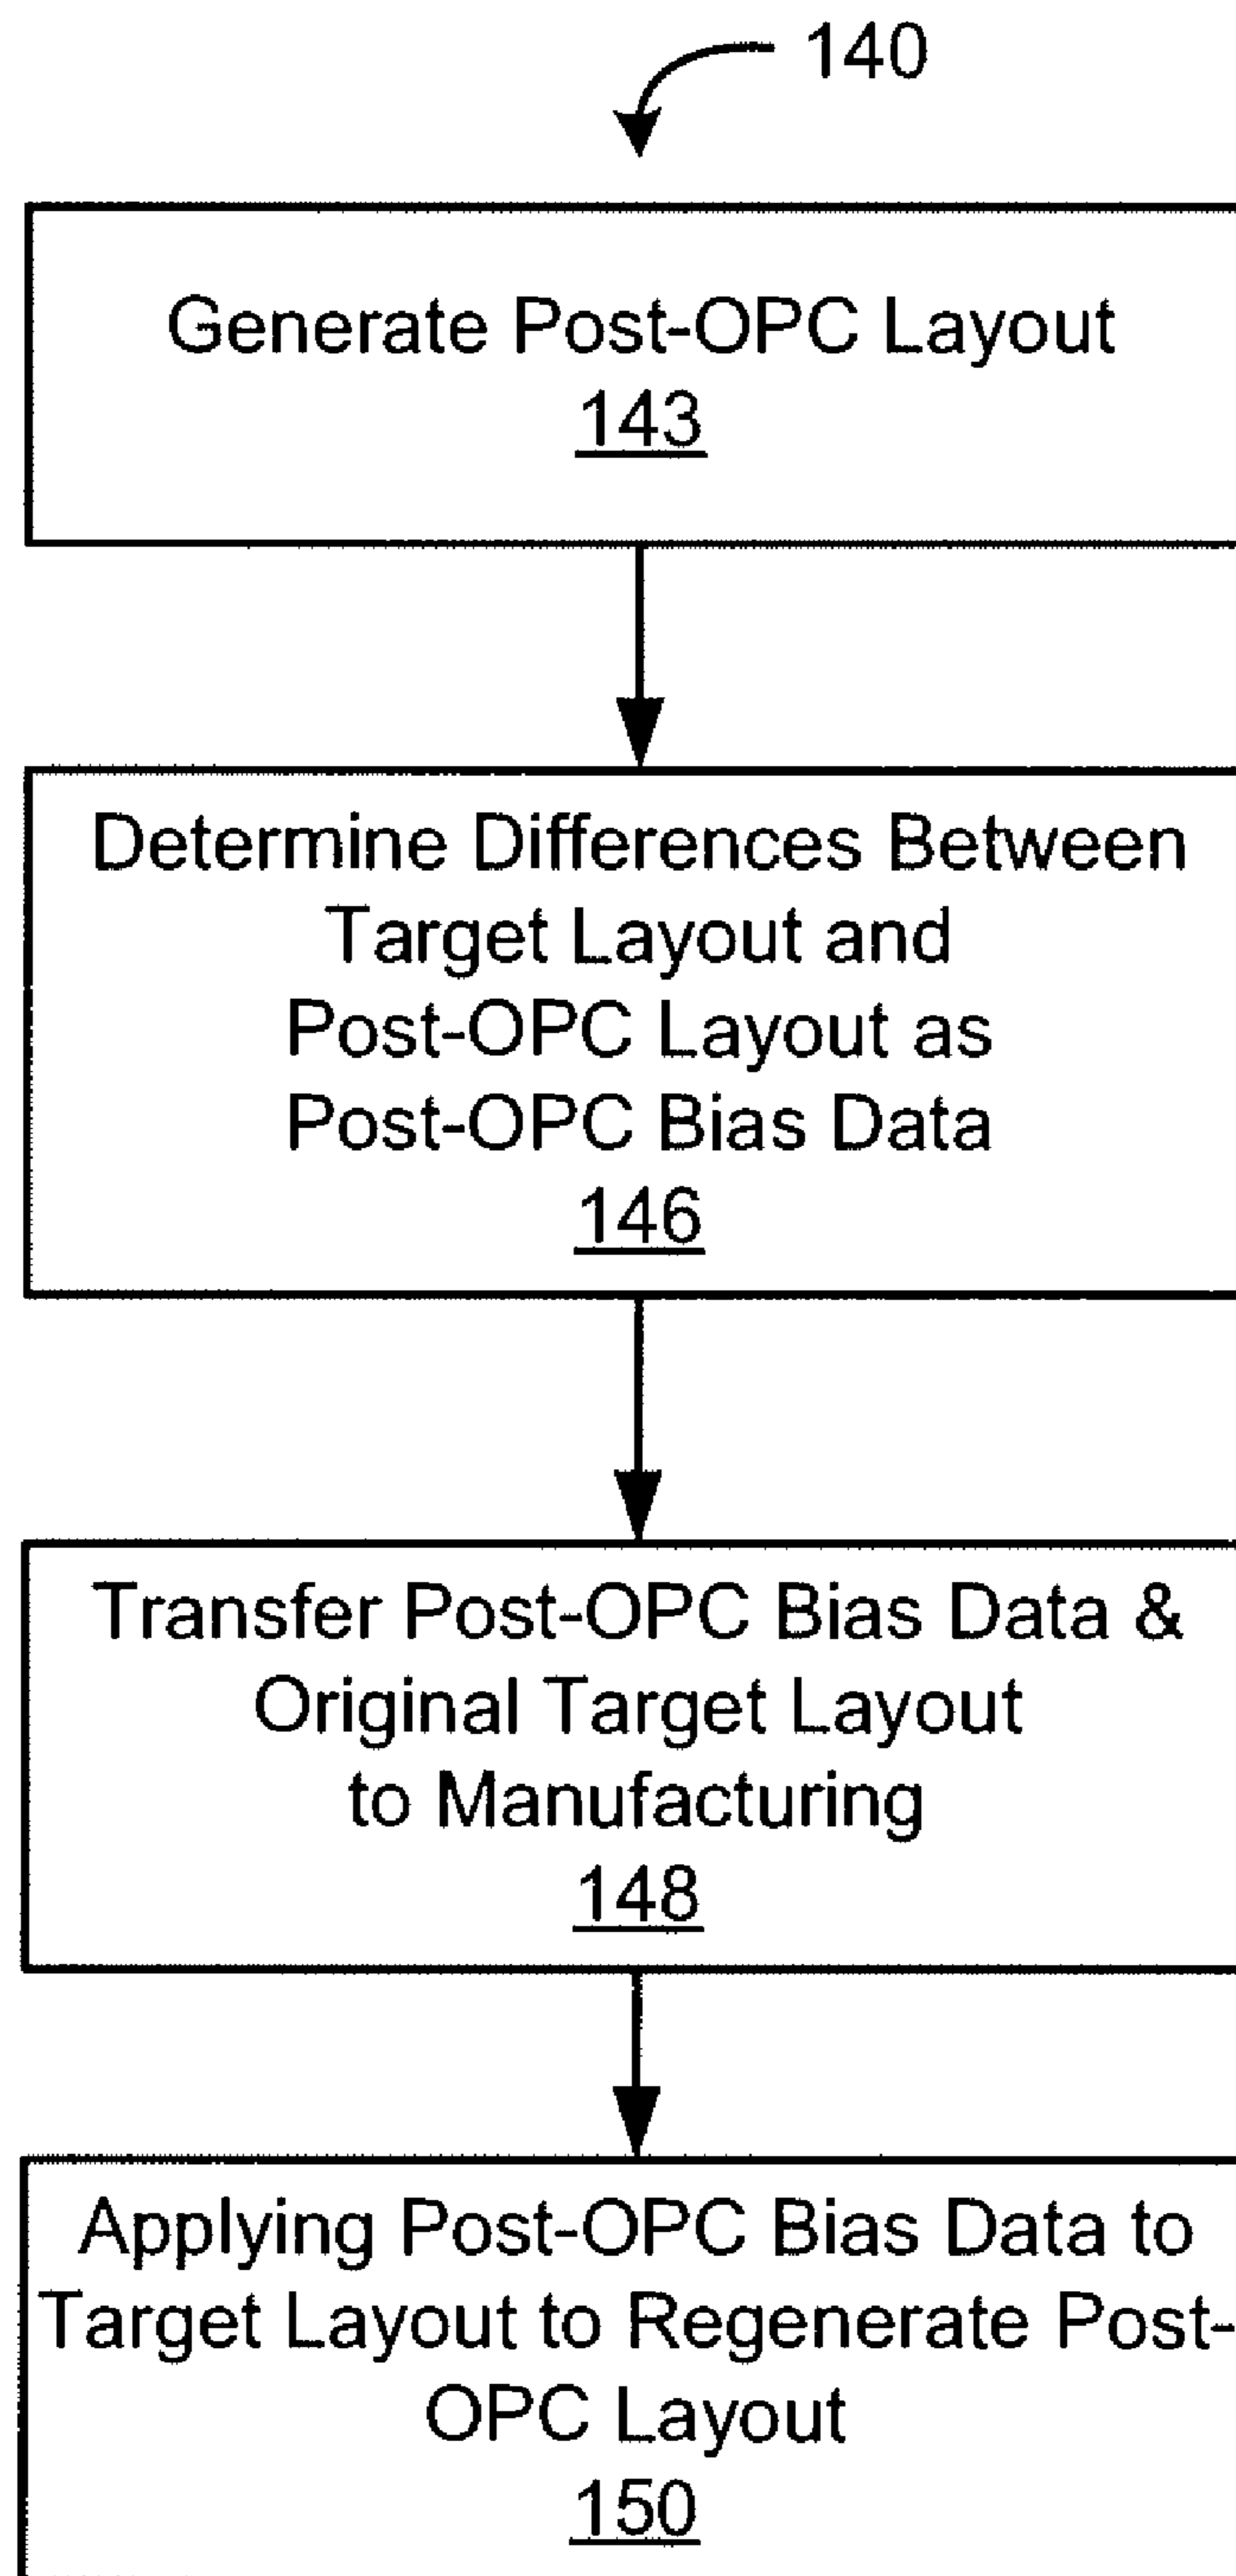 140
Generate Post-OPC Layout
143
Determine Differences Between
Target Layout and
Post-OPC Layout as
Post-OPC Bias Data
146
Transfer Post-OPC Bias Data &
Original Target Layout
to Manufacturing
148
Applying Post-OPC Bias Data to
Target Layout to Regenerate Post-
OPC Layout
150